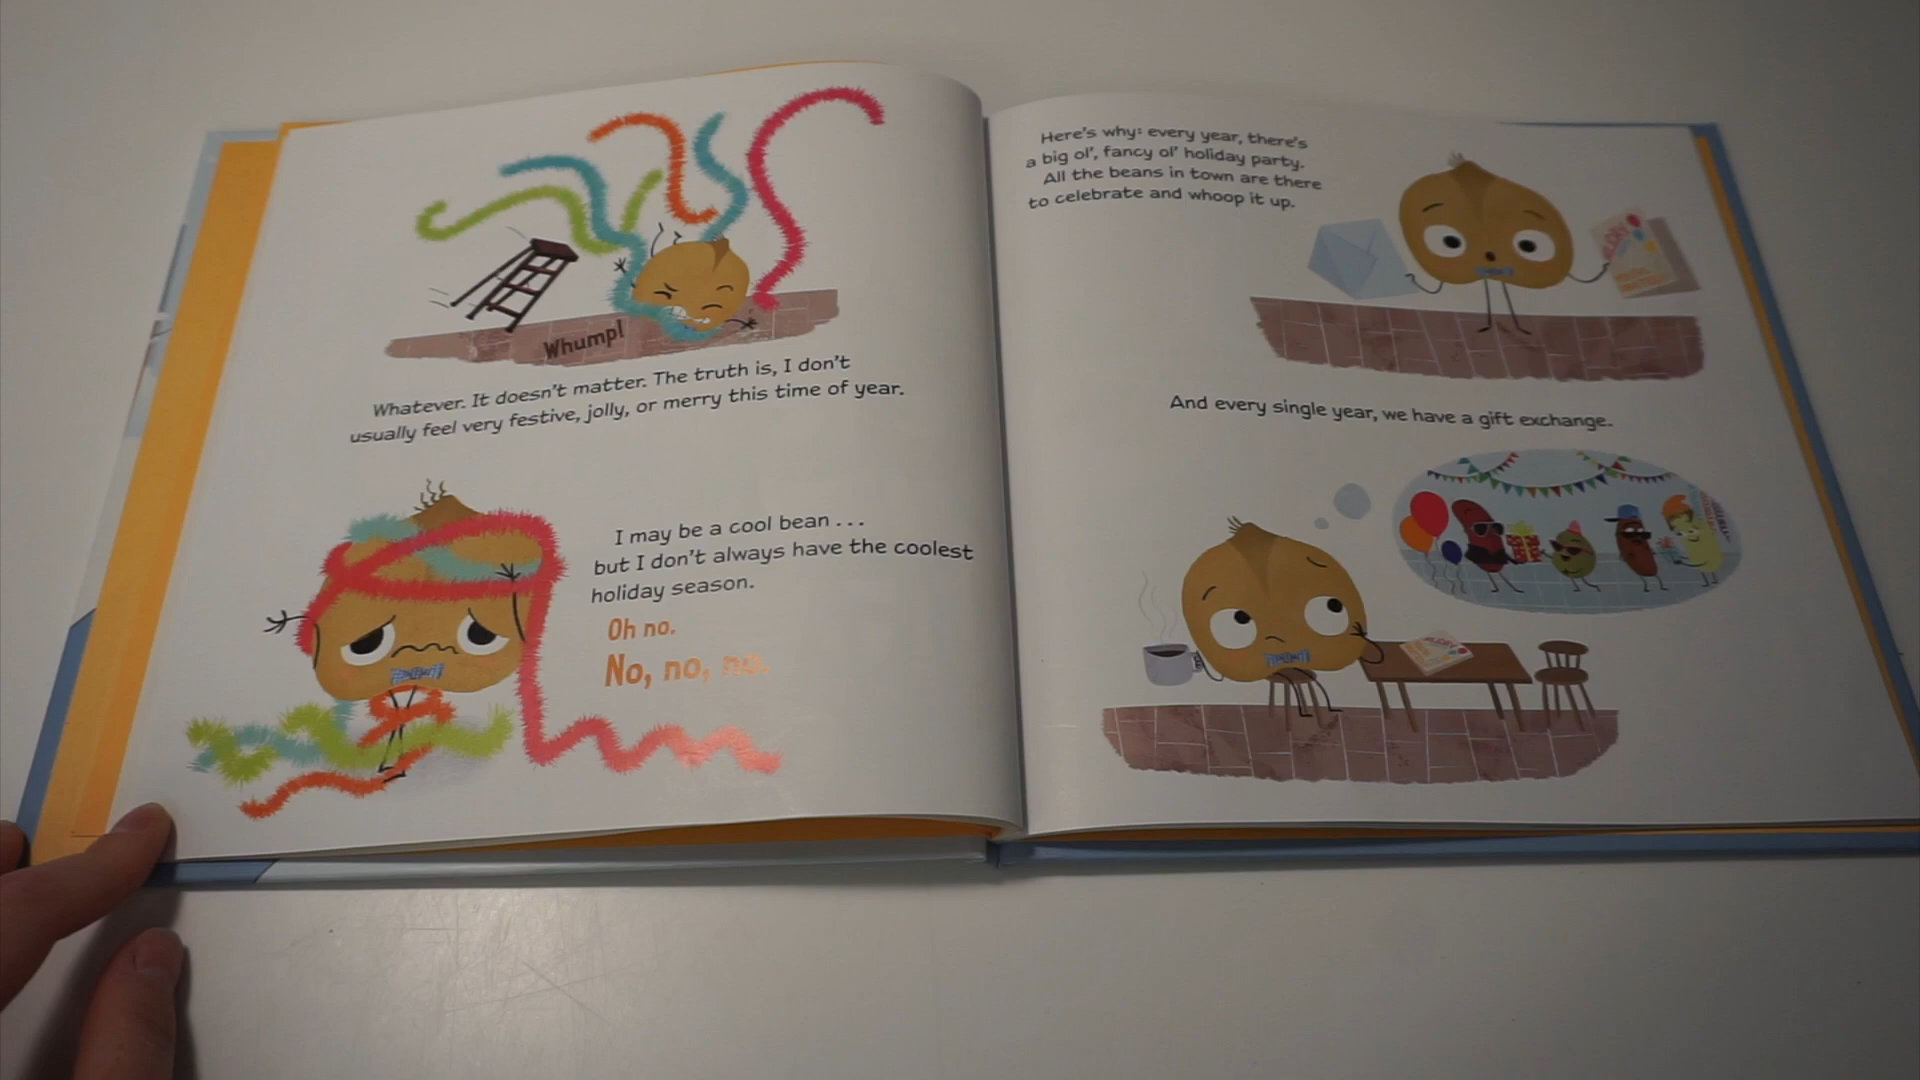 Whump!
Whatever. It doesn't matter. The truth is, I don't
usually feel very festive, jolly, or merry this time of year.
I may be a cool bean . . .
but I don't always have the coolest
holiday season.
Oh no.
No, no, no.
Here's why: every year, there's
a big ol', fancy ol' holiday party.
All the beans in town are there
to celebrate and whoop it up.
And every single year, we have a gift exchange.